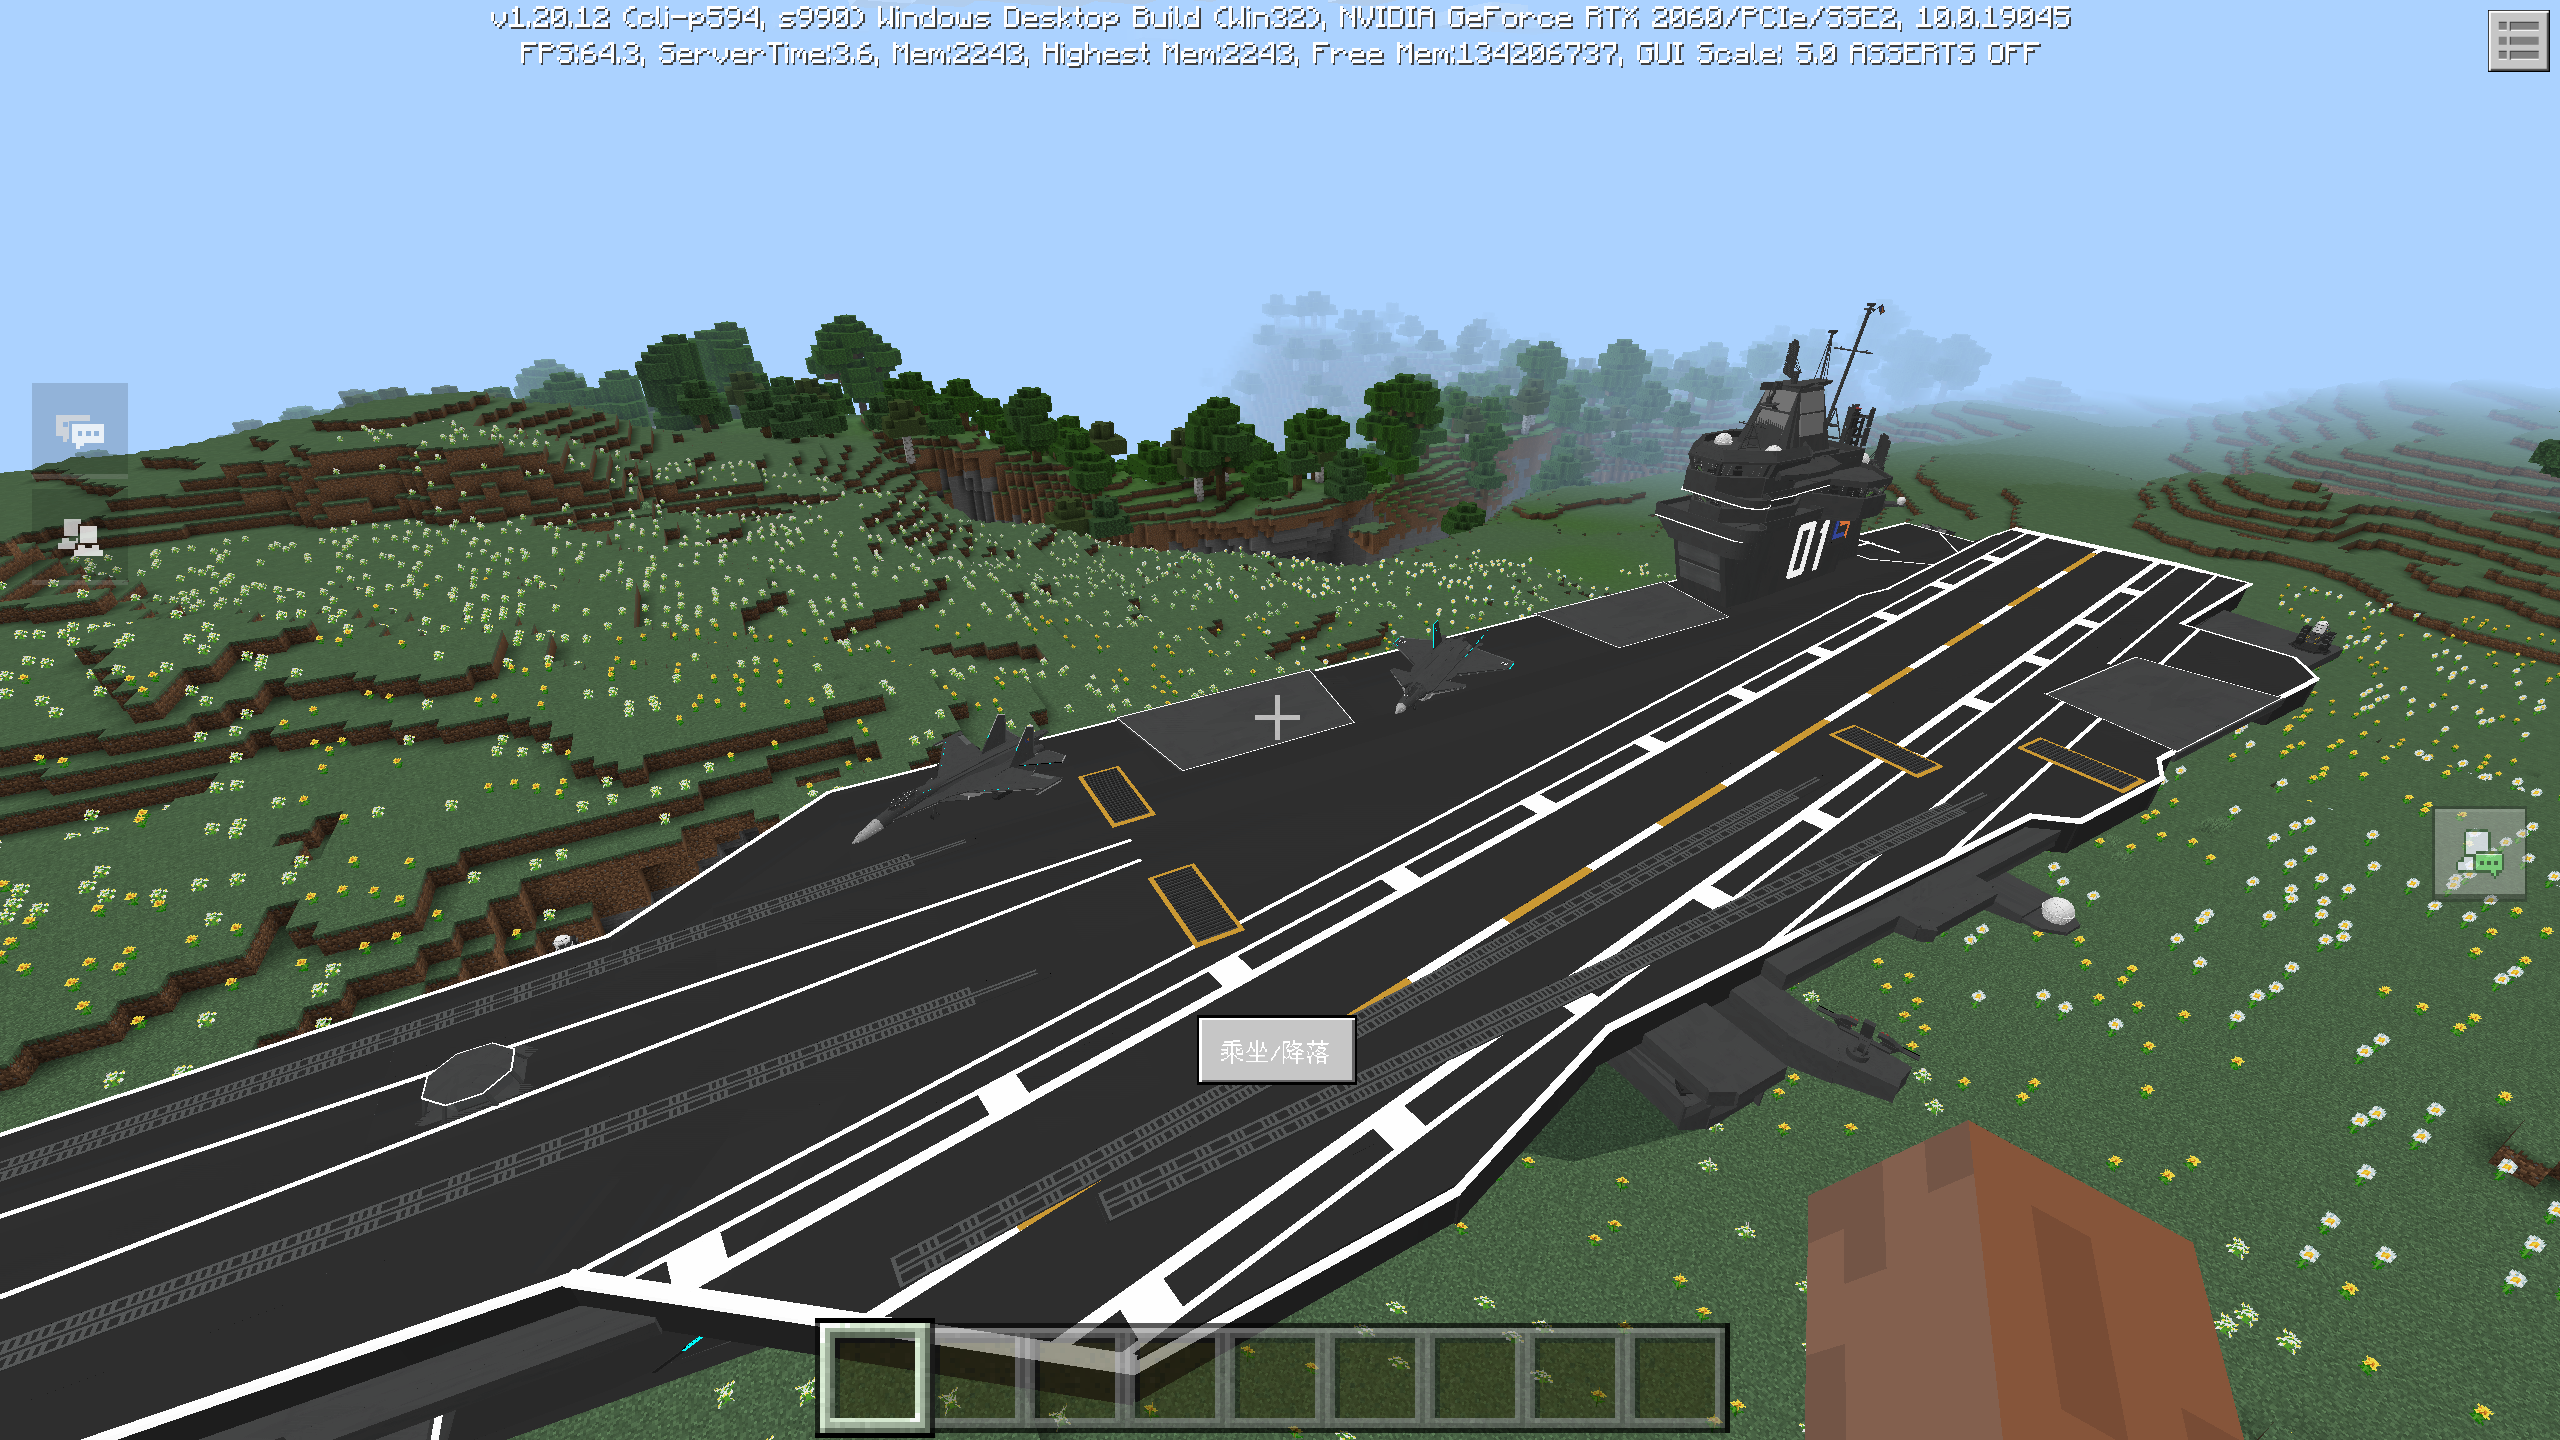 v1.20.12 (cli-p594, s990) Windows Desktop Build (Win32), NVIDIA GeForce RTX 2060/PCIe/SSE2, 10.0.19045
FPS:64.3, ServerTime:3.6, Mem:2243, Highest Mem:2243, Free Mem:134206737, GUI Scale: 5.0 ASSERTS OFF
01
乘坐/降落